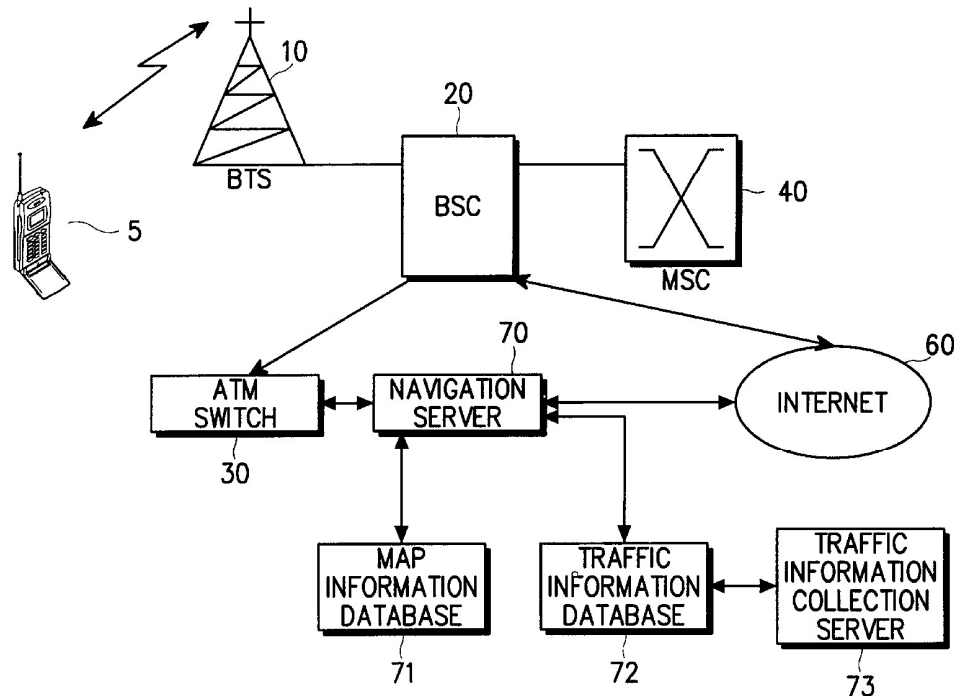 10
BTS
5
20
BSC
40
MSC
70
60
ATM
SWITCH
30
NAVIGATION
SERVER
INTERNET
MAP
INFORMATION
DATABASE
71
TRAFFIC
INFORMATION
DATABASE
72
TRAFFIC
INFORMATION
COLLECTION
SERVER
73